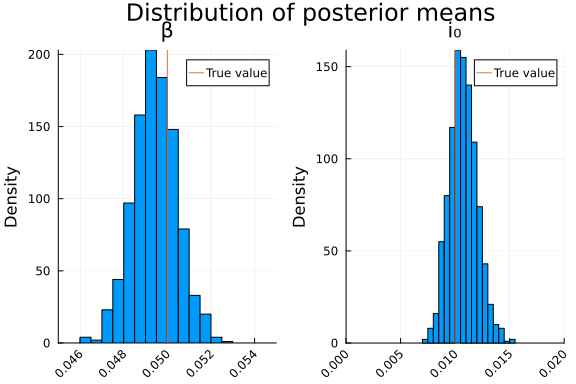 Distribution of posterior means
β
i₀
Density
200
150
100
50
0
True value
0.046
0.048
0.050
0.052
0.054
Density
150
100
50
0
True value
0.000
0.005
0.010
0.015
0.020